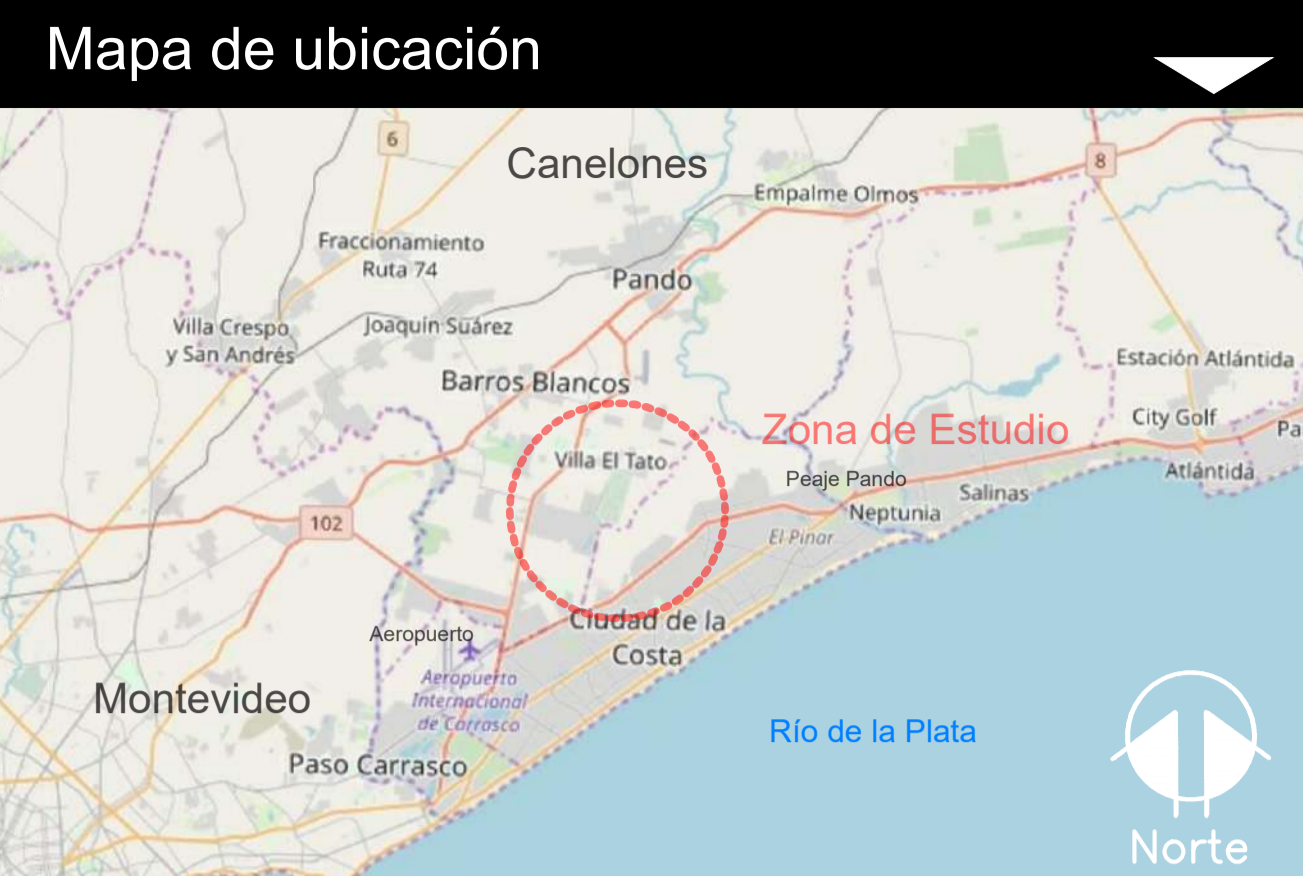 Mapa de ubicación
6
Canelones
8
Empalme Olmos
Fraccionamiento
Ruta 74
Pando
Villa Crespo
y San Andrés
Joaquín Suárez
Estación Atlántida
Barros Blancos
City Golf
Zona de Estudio
Pa
Villa El Tato
Atlántida
Peaje Pando
Salinas
Neptunia
102
El Pinar
Ciudad de la
Costa
Aeropuerto
Aeropuerto
Internacional
de Carrasco
Montevideo
Río de la Plata
Paso Carrasco
Norte